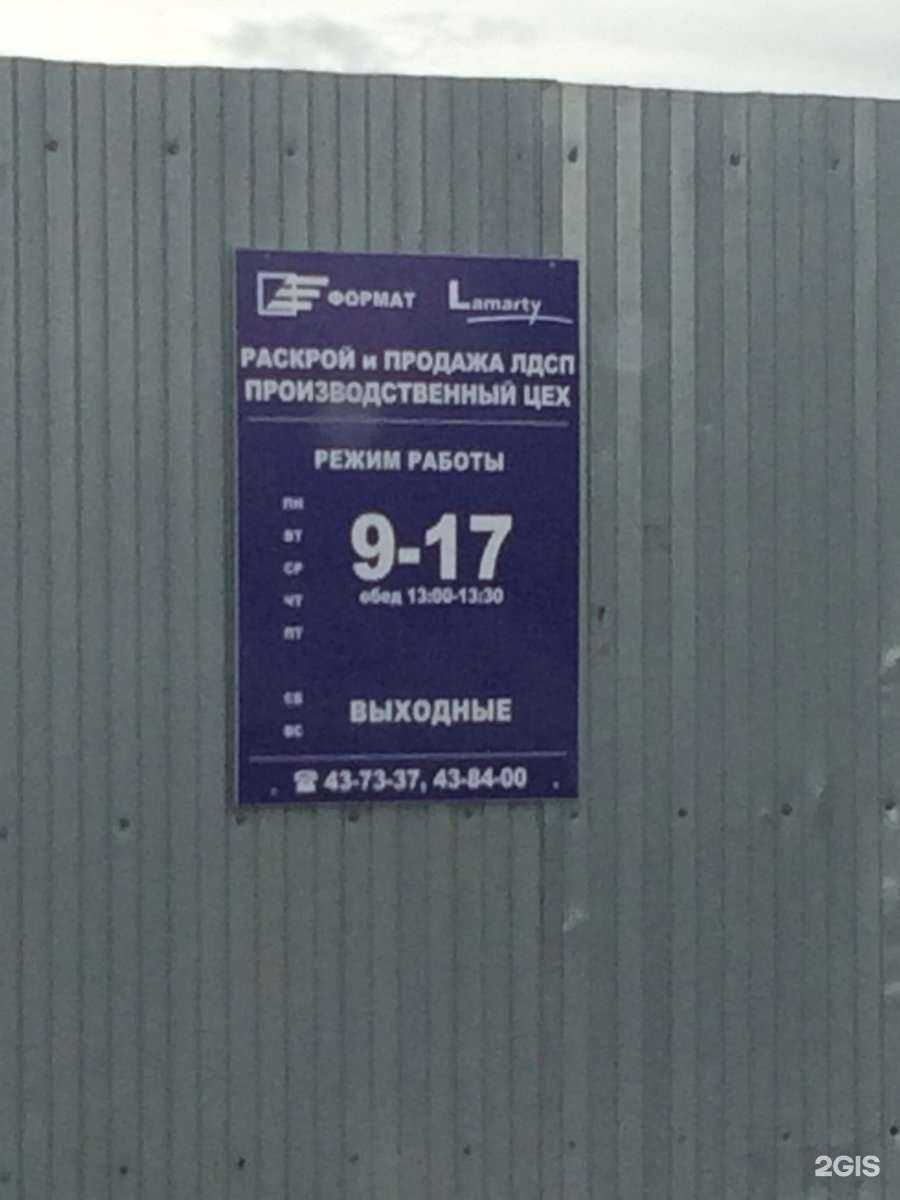 ФОРМАТ Lamarty
РАСКРОЙ и ПРОДАЖА ЛДСП
ПРОИЗВОДСТВЕННЫЙ ЦЕХ
РЕЖИМ РАБОТЫ
ПН
ВТ
СР
ЧТ
ПТ
9-17
обед 13:00-13:30
СБ
ВС
ВЫХОДНЫЕ
☎ 43-73-37, 43-84-00
2GIS